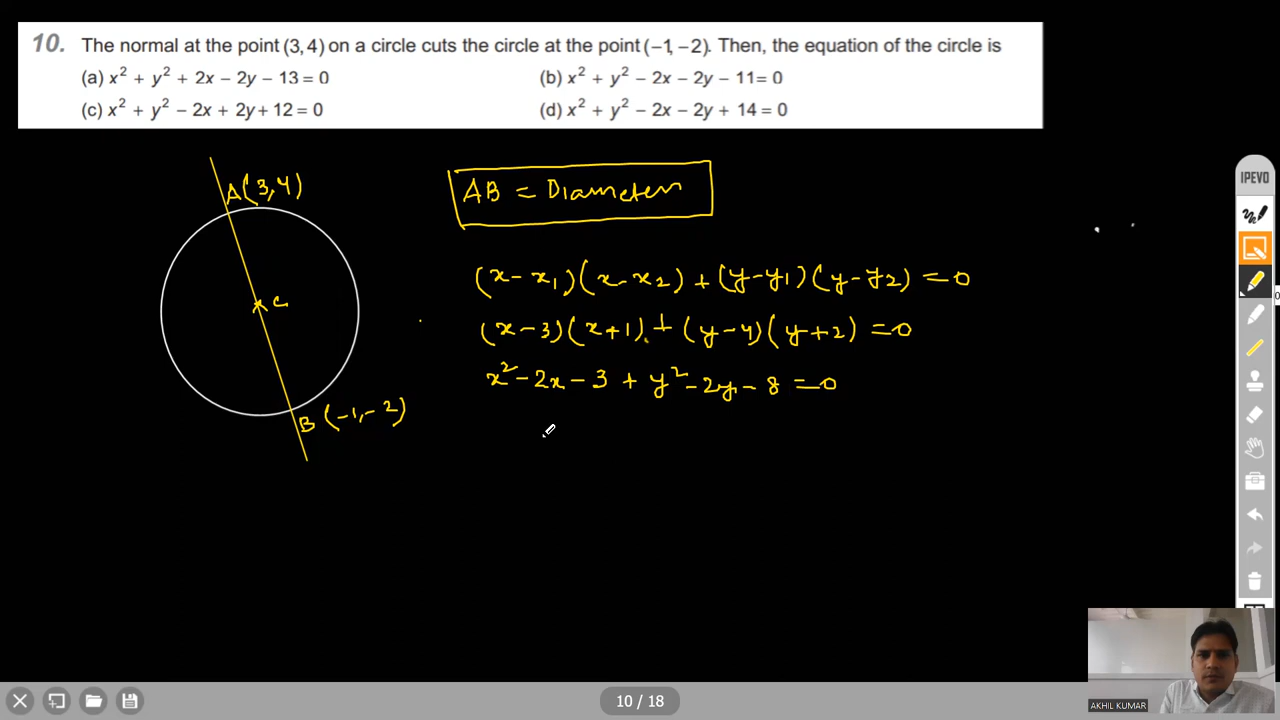 10. The normal at the point (3, 4) on a circle cuts the circle at the point (−1, −2). Then, the equation of the circle is
(a) x² + y² + 2x − 2y − 13 = 0
(b) x² + y² − 2x − 2y − 11 = 0
(c) x² + y² − 2x + 2y + 12 = 0
(d) x² + y² − 2x − 2y + 14 = 0
A(3,4)
C
B (-1,-2)
AB = Diameter
(x-x₁)(x-x₂) + (y-y₁)(y-y₂) = 0
(x-3)(x+1) + (y-4)(y+2) = 0
x² - 2x - 3 + y² - 2y - 8 = 0
IPEVO
10 / 18
AKHIL KUMAR